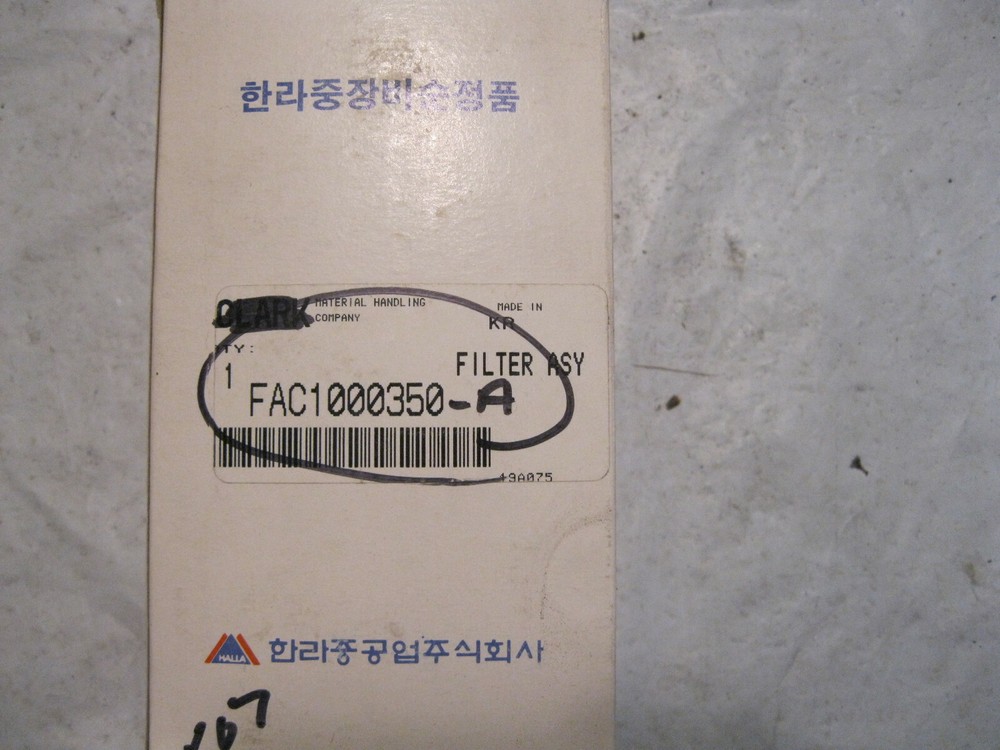 한라중장비순정품
CLARK MATERIAL HANDLING
COMPANY
MADE IN
KR
TY:
1
FILTER ASY
FAC1000350-A
49A075
HALLA 한라중공업주식회사